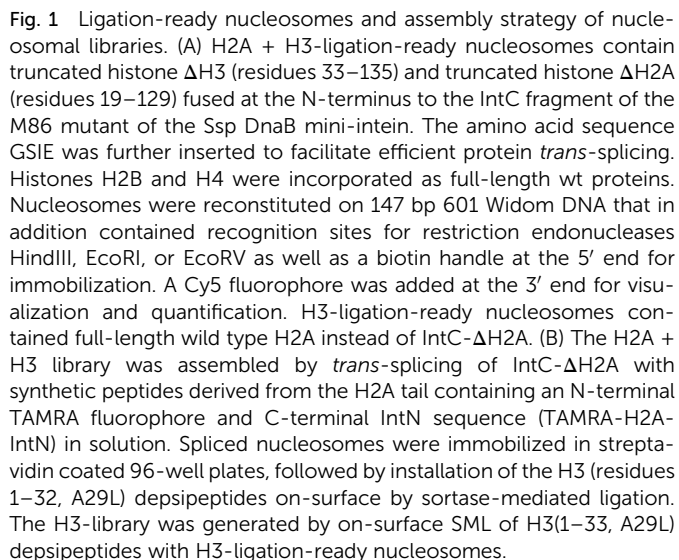 Fig. 1 Ligation-ready nucleosomes and assembly strategy of nucle-
osomal libraries. (A) H2A + H3-ligation-ready nucleosomes contain
truncated histone ΔH3 (residues 33–135) and truncated histone ΔH2A
(residues 19–129) fused at the N-terminus to the IntC fragment of the
M86 mutant of the Ssp DnaB mini-intein. The amino acid sequence
GSIE was further inserted to facilitate efficient protein trans-splicing.
Histones H2B and H4 were incorporated as full-length wt proteins.
Nucleosomes were reconstituted on 147 bp 601 Widom DNA that in
addition contained recognition sites for restriction endonucleases
HindIII, EcoRI, or EcoRV as well as a biotin handle at the 5′ end for
immobilization. A Cy5 fluorophore was added at the 3′ end for visu-
alization and quantification. H3-ligation-ready nucleosomes con-
tained full-length wild type H2A instead of IntC-ΔH2A. (B) The H2A +
H3 library was assembled by trans-splicing of IntC-ΔH2A with
synthetic peptides derived from the H2A tail containing an N-terminal
TAMRA fluorophore and C-terminal IntN sequence (TAMRA-H2A-
IntN) in solution. Spliced nucleosomes were immobilized in strepta-
vidin coated 96-well plates, followed by installation of the H3 (residues
1–32, A29L) depsipeptides on-surface by sortase-mediated ligation.
The H3-library was generated by on-surface SML of H3(1–33, A29L)
depsipeptides with H3-ligation-ready nucleosomes.